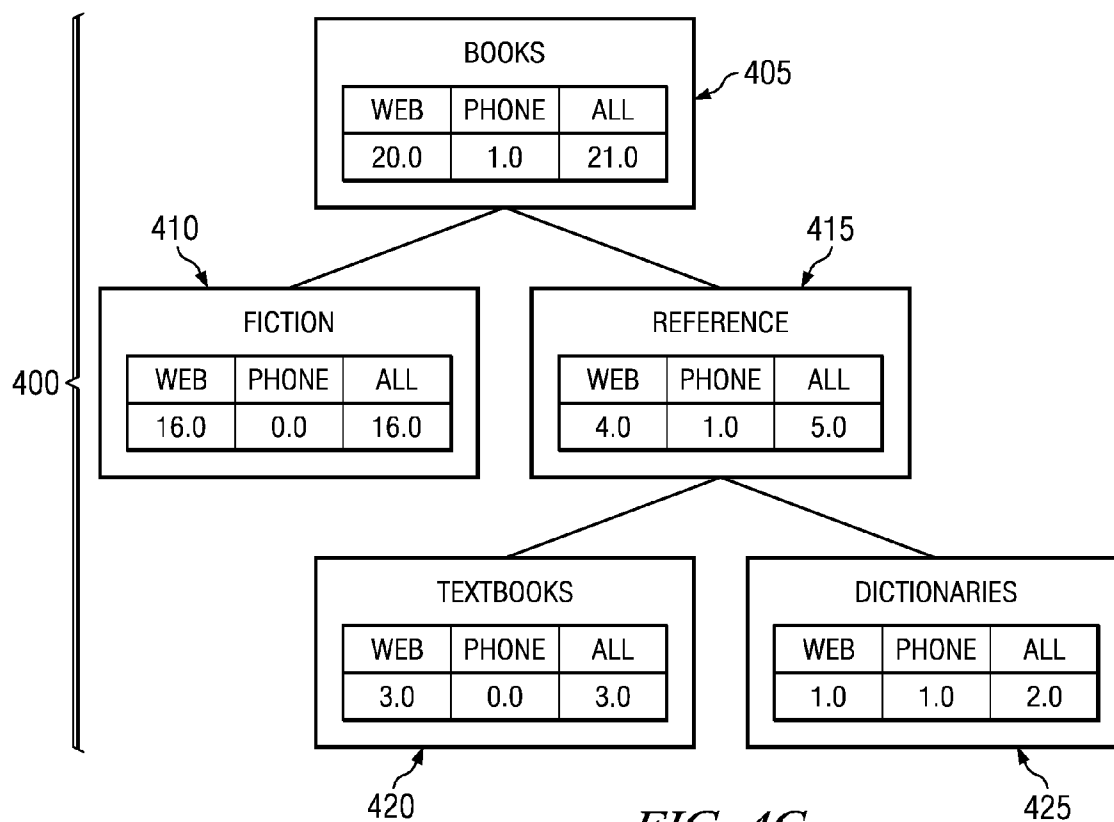 BOOKS
405
WEB PHONE ALL
20.0 1.0 21.0
410
415
FICTION
REFERENCE
400
WEB PHONE ALL
16.0 0.0 16.0
WEB PHONE ALL
4.0 1.0 5.0
TEXTBOOKS
DICTIONARIES
WEB PHONE ALL
3.0 0.0 3.0
WEB PHONE ALL
1.0 1.0 2.0
420
425